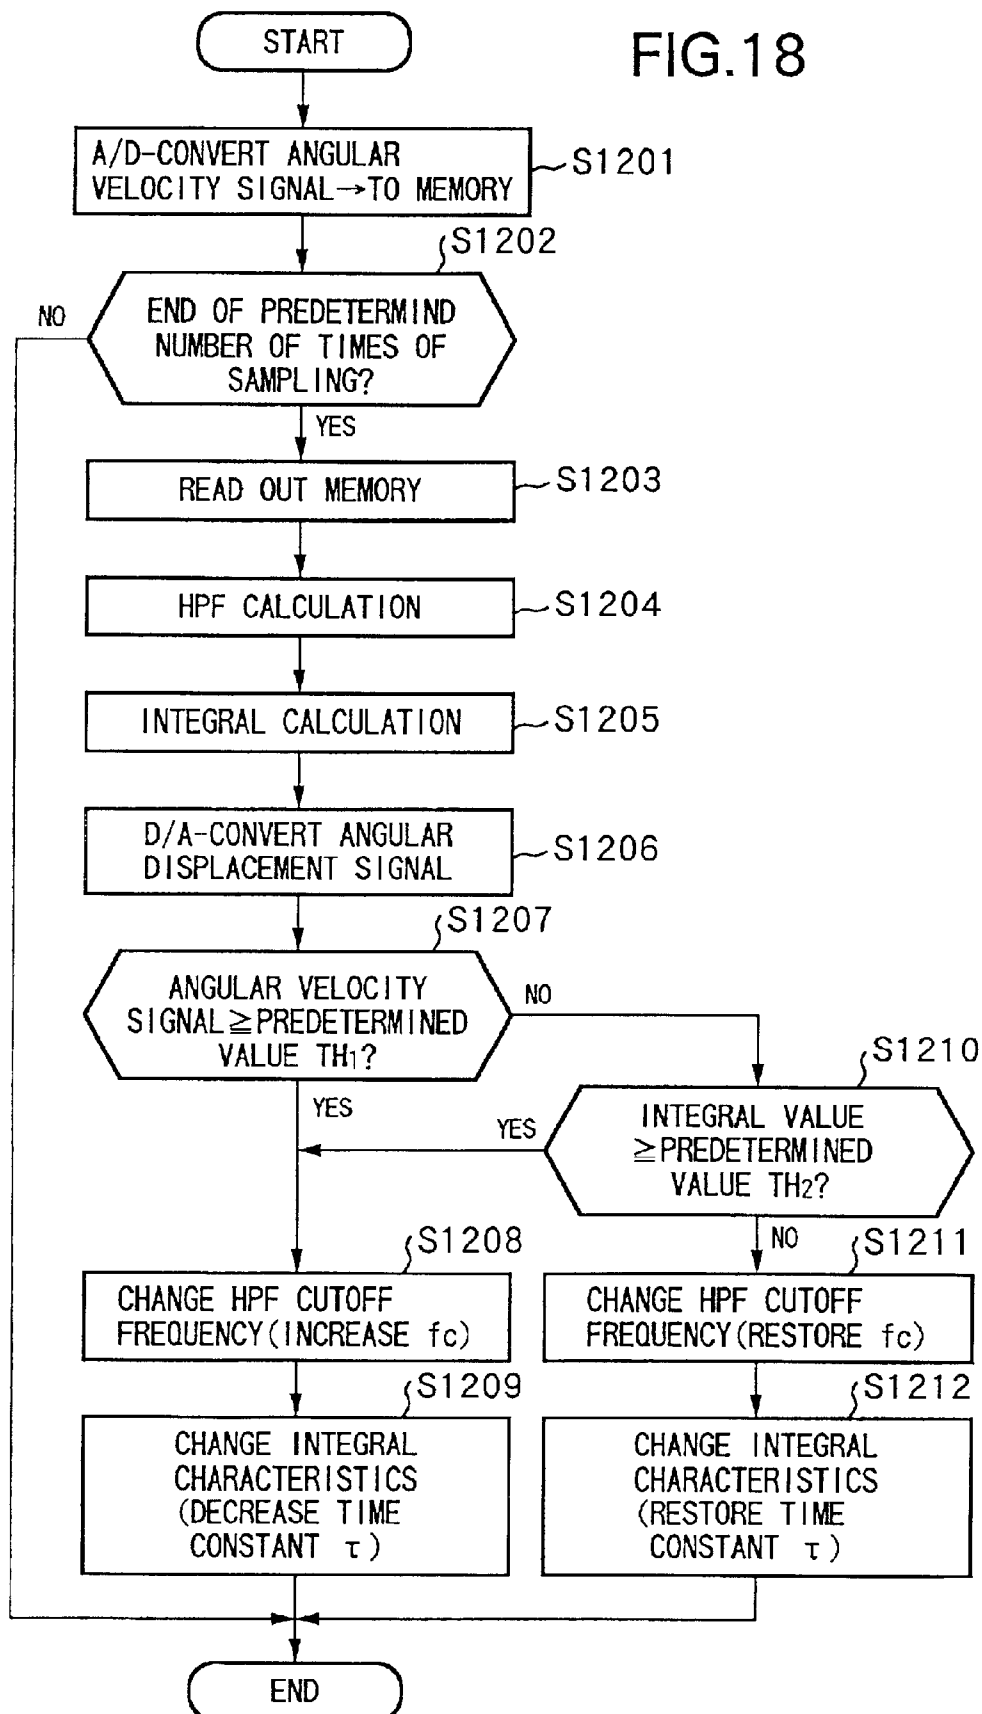 START
FIG.18
A/D-CONVERT ANGULAR
VELOCITY SIGNAL→TO MEMORY
S1201
S1202
END OF PREDETERMIND
NUMBER OF TIMES OF
SAMPLING?
NO
YES
READ OUT MEMORY
S1203
HPF CALCULATION
S1204
INTEGRAL CALCULATION
S1205
D/A-CONVERT ANGULAR
DISPLACEMENT SIGNAL
S1206
S1207
ANGULAR VELOCITY
SIGNAL≧PREDETERMINED
VALUE TH1?
NO
YES
S1210
INTEGRAL VALUE
≧PREDETERMINED
VALUE TH2?
YES
NO
S1208
CHANGE HPF CUTOFF
FREQUENCY(INCREASE fc)
S1211
CHANGE HPF CUTOFF
FREQUENCY(RESTORE fc)
S1209
CHANGE INTEGRAL
CHARACTERISTICS
(DECREASE TIME
CONSTANT τ)
S1212
CHANGE INTEGRAL
CHARACTERISTICS
(RESTORE TIME
CONSTANT τ)
END